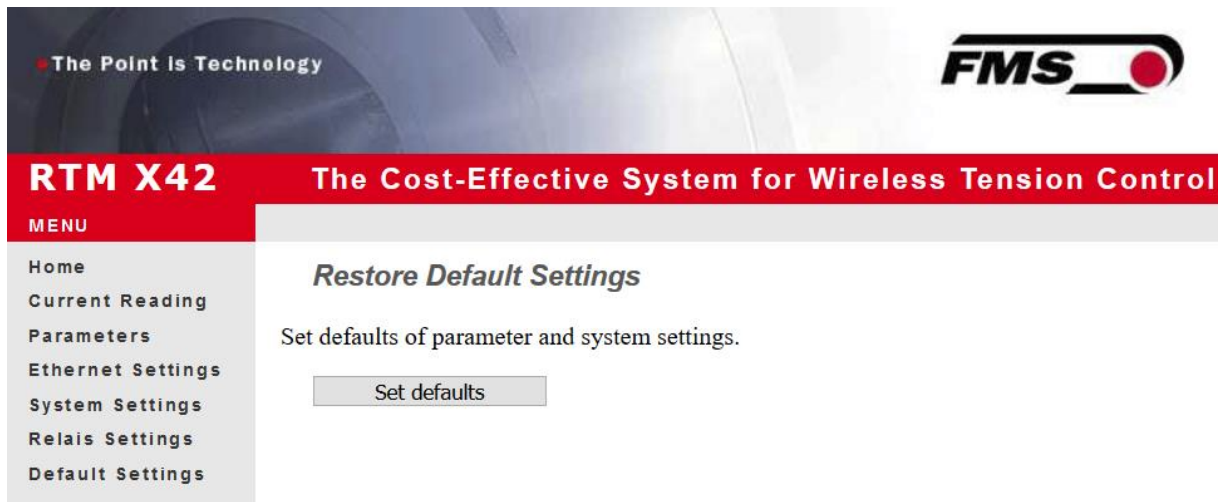 The Point is Technology
FMS
RTM X42
The Cost-Effective System for Wireless Tension Control
MENU
Home
Current Reading
Parameters
Ethernet Settings
System Settings
Relais Settings
Default Settings
Restore Default Settings
Set defaults of parameter and system settings.
Set defaults